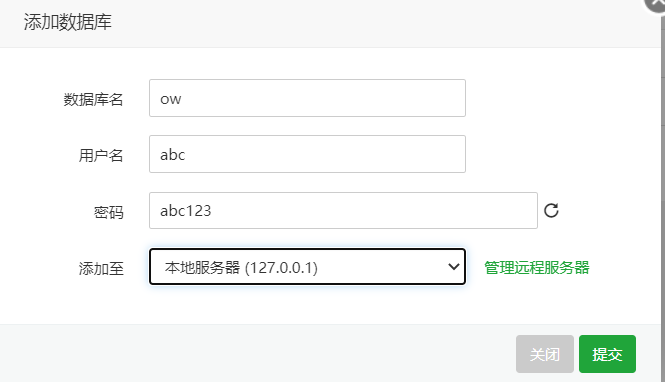 添加数据库
数据库名 ow
用户名 abc
密码 abc123
添加至 本地服务器 (127.0.0.1) 管理远程服务器
关闭 提交